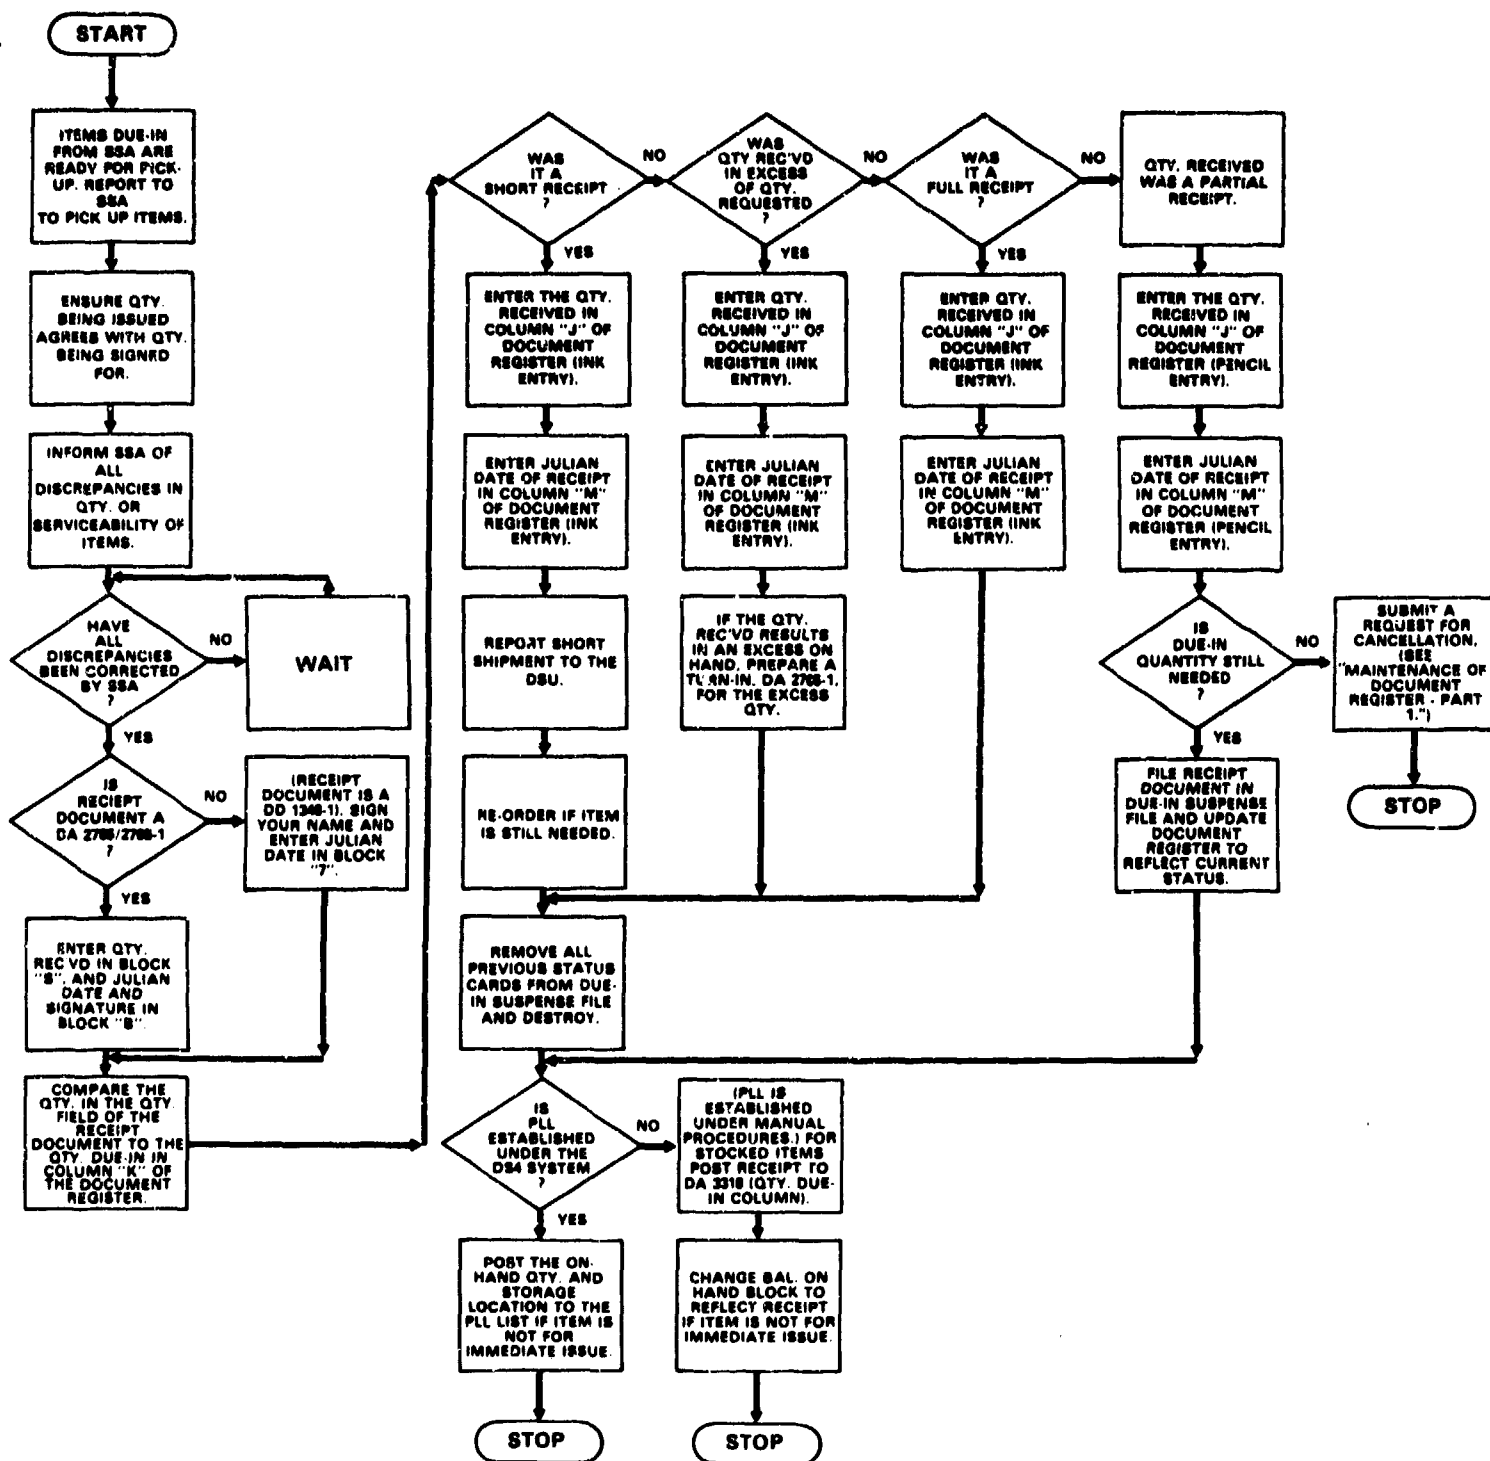 START
ITEMS DUE-IN
FROM SSA ARE
READY FOR PICK-
UP. REPORT TO
SSA
TO PICK UP ITEMS.
ENSURE QTY.
BEING ISSUED
AGREES WITH QTY.
BEING SIGNED
FOR.
INFORM SSA OF
ALL
DISCREPANCIES IN
QTY. OR
SERVICEABILITY OF
ITEMS.
HAVE
ALL
DISCREPANCIES
BEEN CORRECTED
BY SSA
?
NO
WAIT
YES
IS
RECIEPT
DOCUMENT A
DA 2765/2765-1
?
NO
(RECEIPT
DOCUMENT IS A
DD 1348-1). SIGN
YOUR NAME AND
ENTER JULIAN
DATE IN BLOCK
"7".
YES
ENTER QTY.
REC'VD IN BLOCK
AND JULIAN
DATE AND
SIGNATURE IN
BLOCK
COMPARE THE
QTY. IN THE QTY.
FIELD OF THE
RECEIPT
DOCUMENT TO THE
QTY. DUE-IN IN
COLUMN "K" OF
THE DOCUMENT
REGISTER.
WAS
IT A
SHORT RECEIPT
?
NO
YES
ENTER THE QTY.
RECEIVED IN
COLUMN "J" OF
DOCUMENT
REGISTER (INK
ENTRY).
ENTER JULIAN
DATE OF RECEIPT
IN COLUMN "M"
OF DOCUMENT
REGISTER (INK
ENTRY).
REPORT SHORT
SHIPMENT TO THE
DSU.
RE-ORDER IF ITEM
IS STILL NEEDED.
REMOVE ALL
PREVIOUS STATUS
CARDS FROM DUE-
IN SUSPENSE FILE
AND DESTROY.
WAS
QTY REC'VD
IN EXCESS
OF QTY.
REQUESTED
?
NO
YES
ENTER QTY.
RECEIVED IN
COLUMN "J" OF
DOCUMENT
REGISTER (INK
ENTRY).
ENTER JULIAN
DATE OF RECEIPT
IN COLUMN "M"
OF DOCUMENT
REGISTER (INK
ENTRY).
IF THE QTY.
REC'VD RESULTS
IN AN EXCESS ON
HAND, PREPARE A
TURN-IN, DA 2765-1,
FOR THE EXCESS
QTY.
WAS
IT A
FULL RECEIPT
?
NO
YES
ENTER QTY.
RECEIVED IN
COLUMN "J" OF
DOCUMENT
REGISTER (INK
ENTRY).
ENTER JULIAN
DATE OF RECEIPT
IN COLUMN "M"
OF DOCUMENT
REGISTER (INK
ENTRY).
QTY. RECEIVED
WAS A PARTIAL
RECEIPT.
ENTER THE QTY.
RECEIVED IN
COLUMN "J" OF
DOCUMENT
REGISTER (PENCIL
ENTRY).
ENTER JULIAN
DATE OF RECEIPT
IN COLUMN "M"
OF DOCUMENT
REGISTER (PENCIL
ENTRY).
IS
DUE-IN
QUANTITY STILL
NEEDED
?
NO
SUBMIT A
REQUEST FOR
CANCELLATION.
(SEE
"MAINTENANCE OF
DOCUMENT
REGISTER - PART
1.")
STOP
YES
FILE RECEIPT
DOCUMENT IN
DUE-IN SUSPENSE
FILE AND UPDATE
DOCUMENT
REGISTER TO
REFLECT CURRENT
STATUS.
IS
PLL
ESTABLISHED
UNDER THE
DS4 SYSTEM
?
NO
(PLL IS
ESTABLISHED
UNDER MANUAL
PROCEDURES.) FOR
STOCKED ITEMS
POST RECEIPT TO
DA 3318 (QTY. DUE-
IN COLUMN).
YES
POST THE ON-
HAND QTY. AND
STORAGE
LOCATION TO THE
PLL LIST IF ITEM IS
NOT FOR
IMMEDIATE ISSUE.
CHANGE BAL. ON
HAND BLOCK TO
REFLECT RECEIPT
IF ITEM IS NOT FOR
IMMEDIATE ISSUE.
STOP
STOP